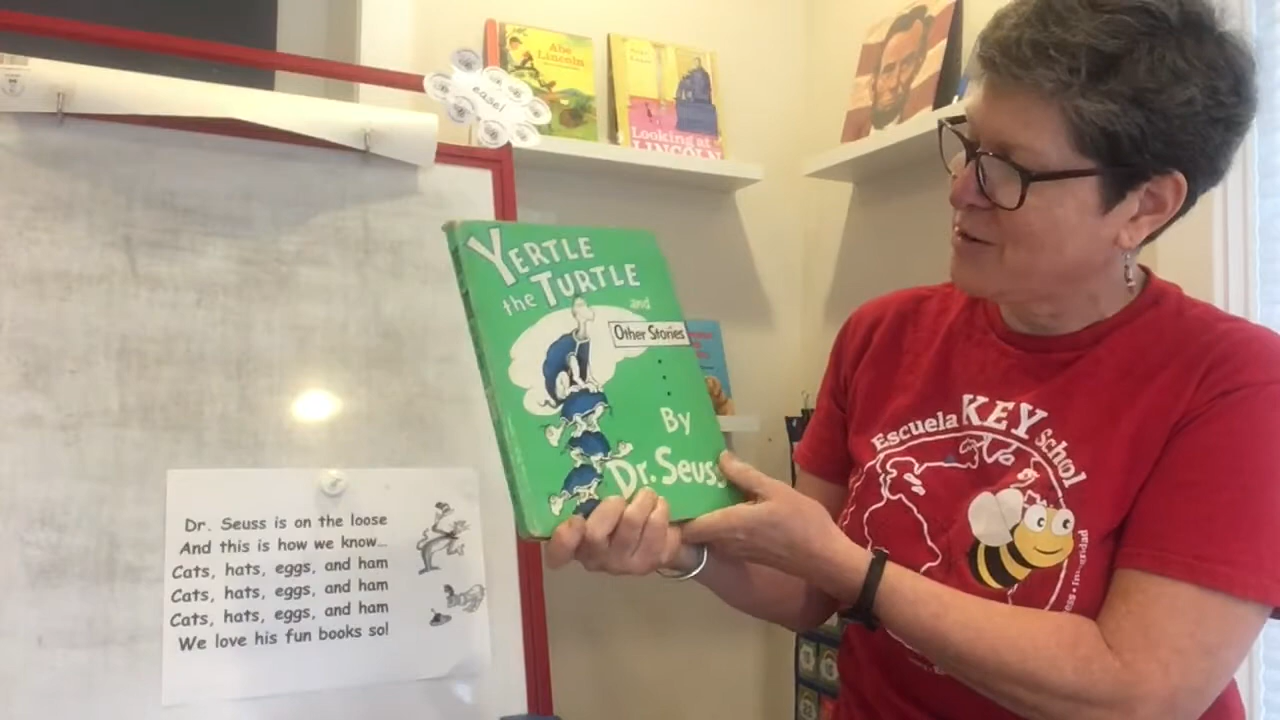 Abe
Lincoln
Looking at
LINCOLN
easel
YERTLE
the TURTLE
and
Other Stories
By
Dr. Seuss
Escuela KEY School
Dr. Seuss is on the loose
And this is how we know...
Cats, hats, eggs, and ham
Cats, hats, eggs, and ham
Cats, hats, eggs, and ham
We love his fun books so!